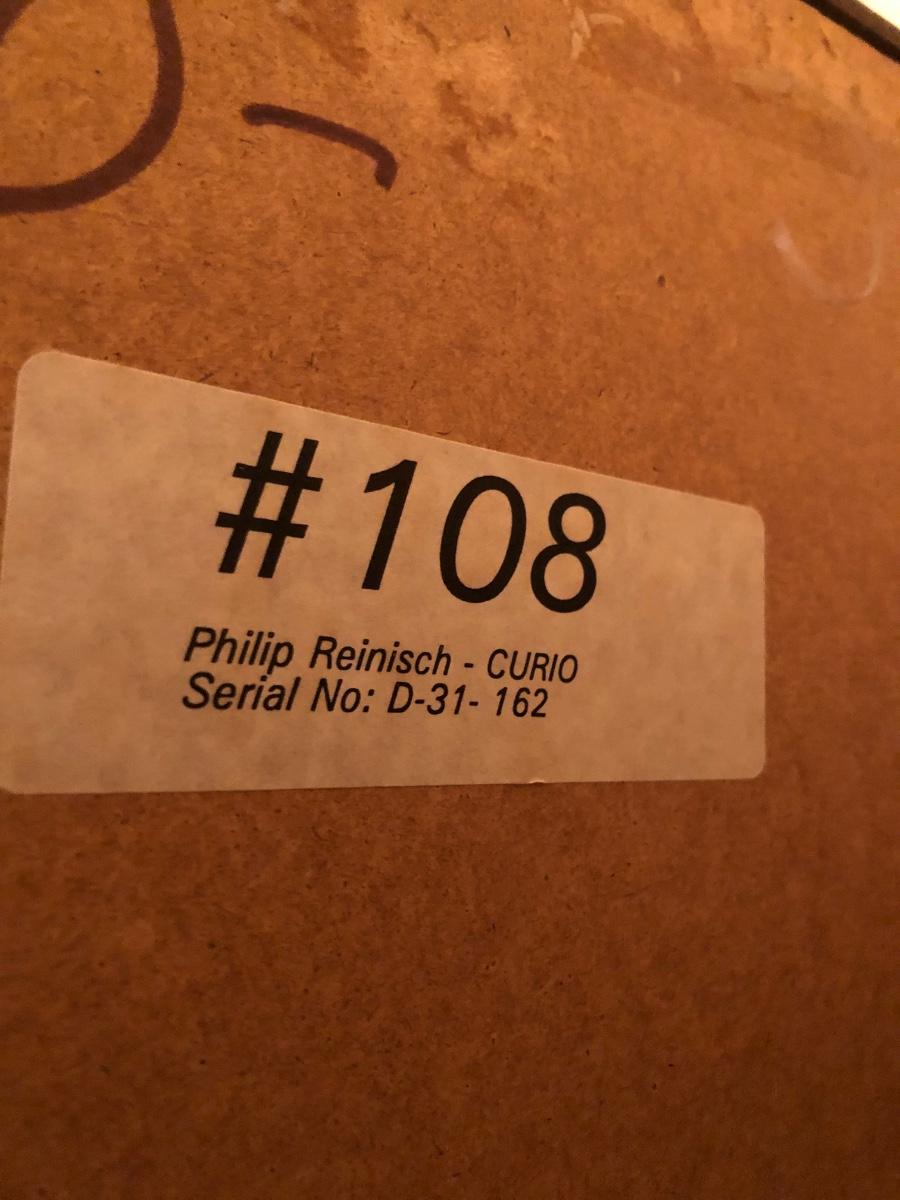 #108
Philip Reinisch - CURIO
Serial No: D-31- 162